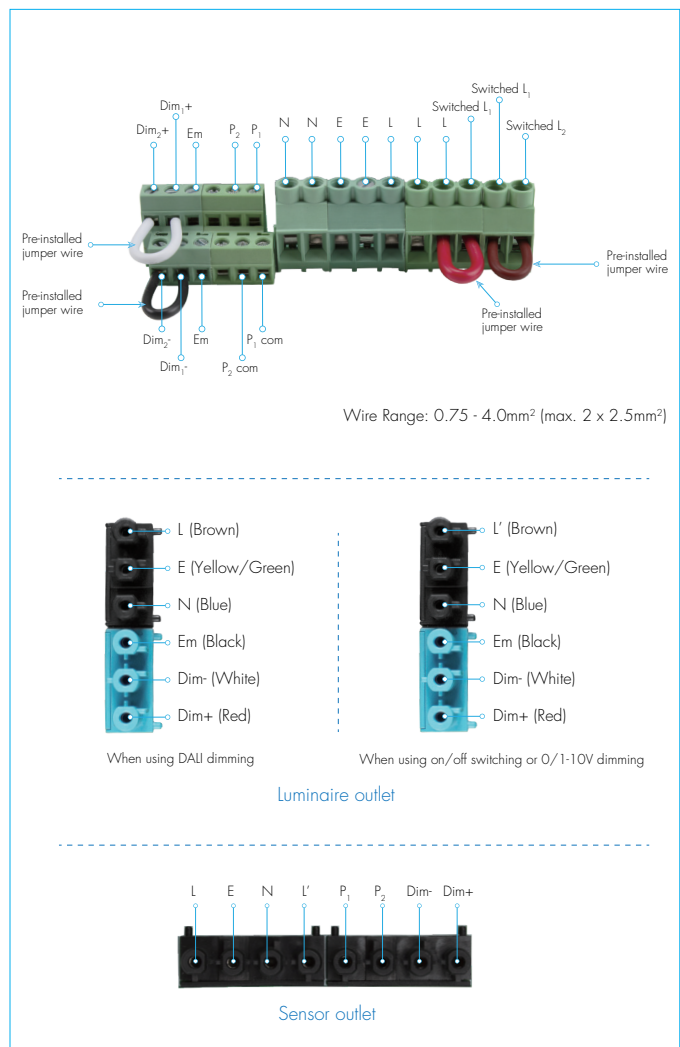 Switched L₁
Dim₁+
Switched L₁
Dim₂+ Em P₂ P₁ N N E E L L L Switched L₂
Pre-installed
jumper wire
Pre-installed
jumper wire
Pre-installed
jumper wire
Pre-installed
jumper wire
Dim₂- Em P₁ com
Dim₁- P₂ com
Wire Range: 0.75 - 4.0mm² (max. 2 x 2.5mm²)
L (Brown)
E (Yellow/Green)
N (Blue)
Em (Black)
Dim- (White)
Dim+ (Red)
When using DALI dimming
L’ (Brown)
E (Yellow/Green)
N (Blue)
Em (Black)
Dim- (White)
Dim+ (Red)
When using on/off switching or 0/1-10V dimming
Luminaire outlet
L E N L’ P₁ P₂ Dim- Dim+
Sensor outlet